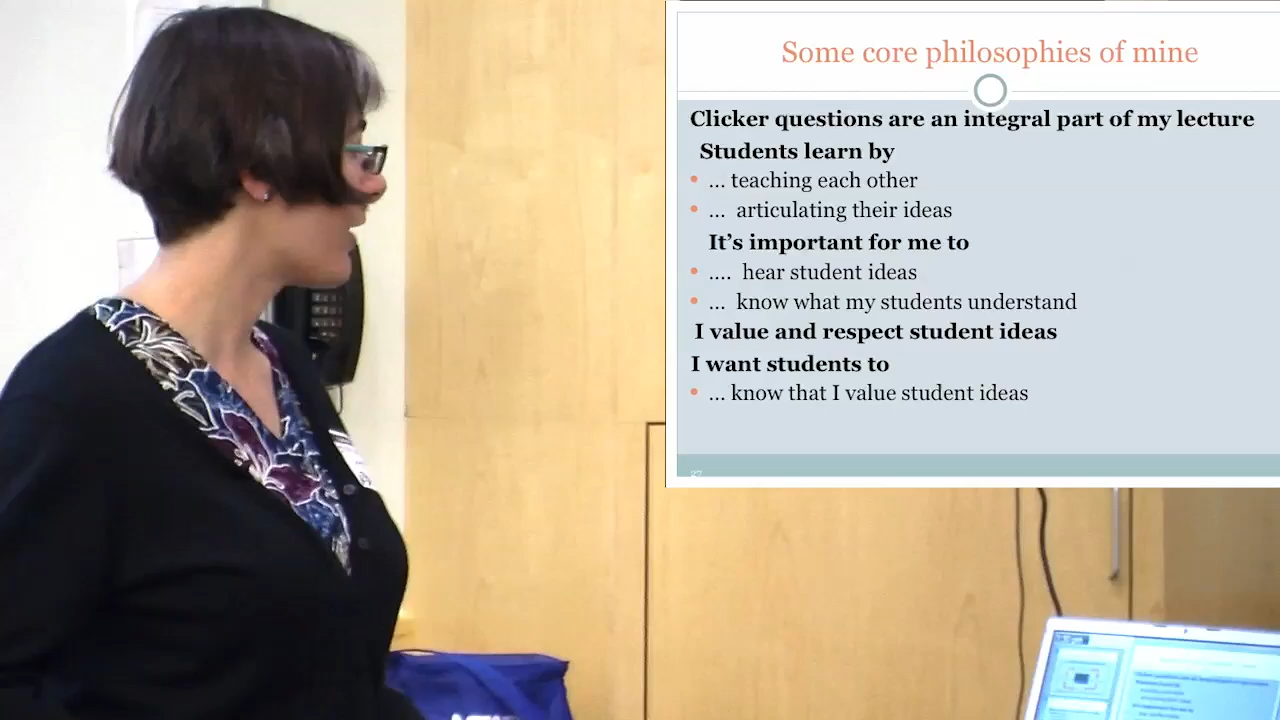 Some core philosophies of mine
Clicker questions are an integral part of my lecture
Students learn by
… teaching each other
… articulating their ideas
It's important for me to
…. hear student ideas
… know what my students understand
I value and respect student ideas
I want students to
… know that I value student ideas